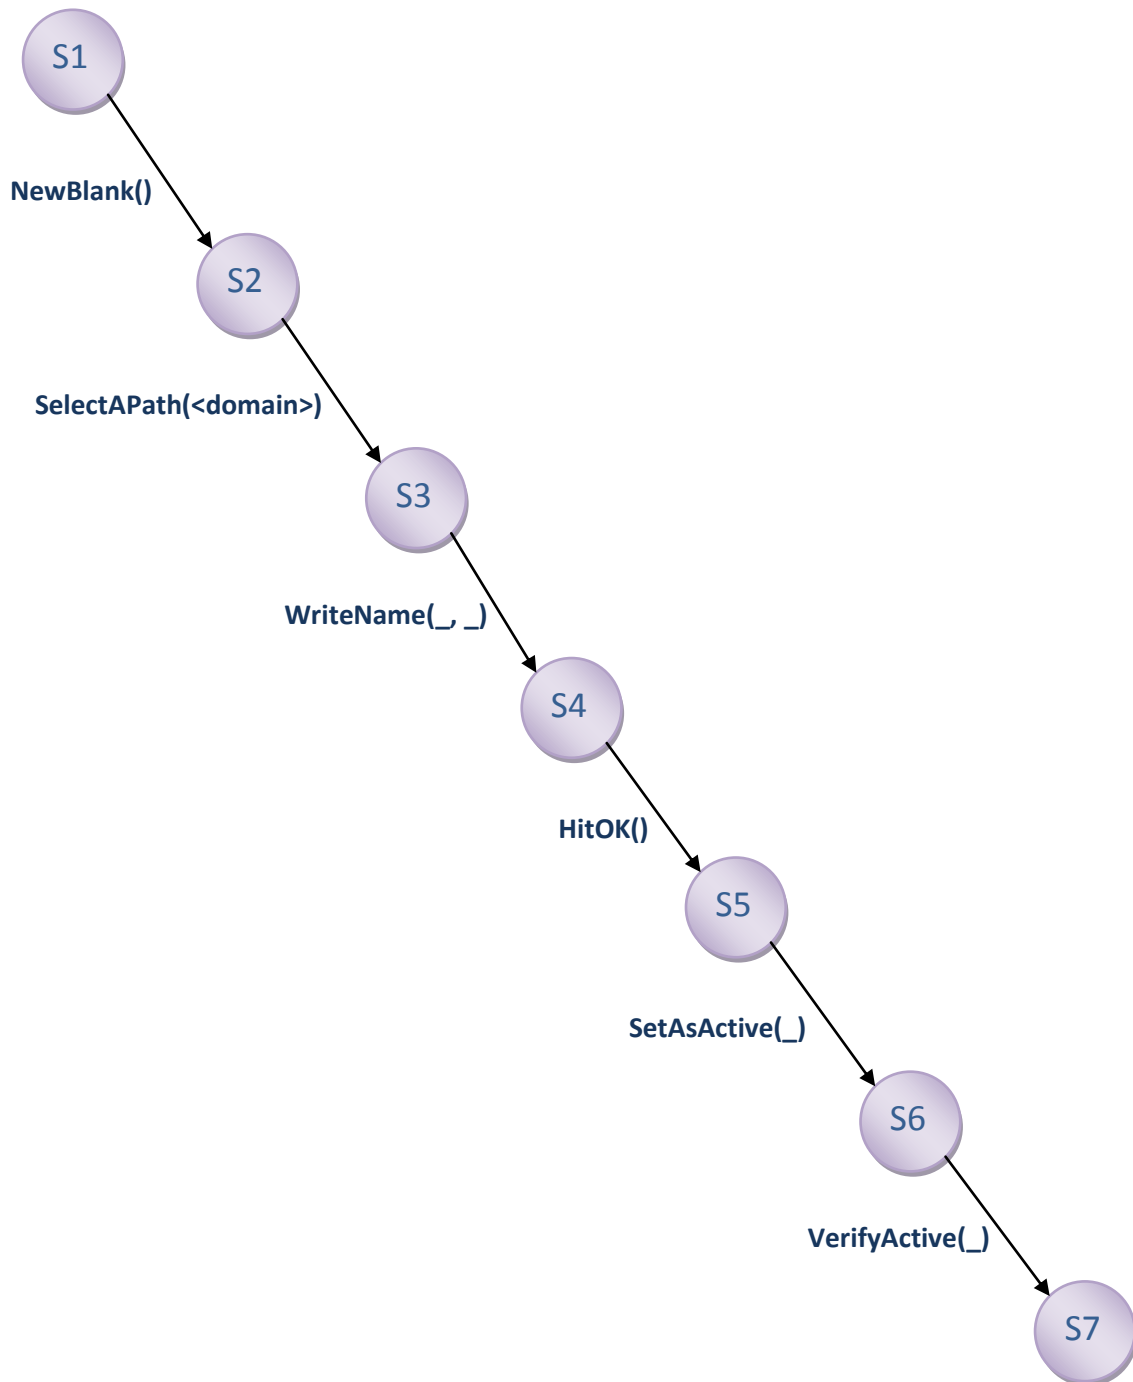 S1
NewBlank()
S2
SelectAPath(<domain>)
S3
WriteName(_, _)
S4
HitOK()
S5
SetAsActive(_)
S6
VerifyActive(_)
S7